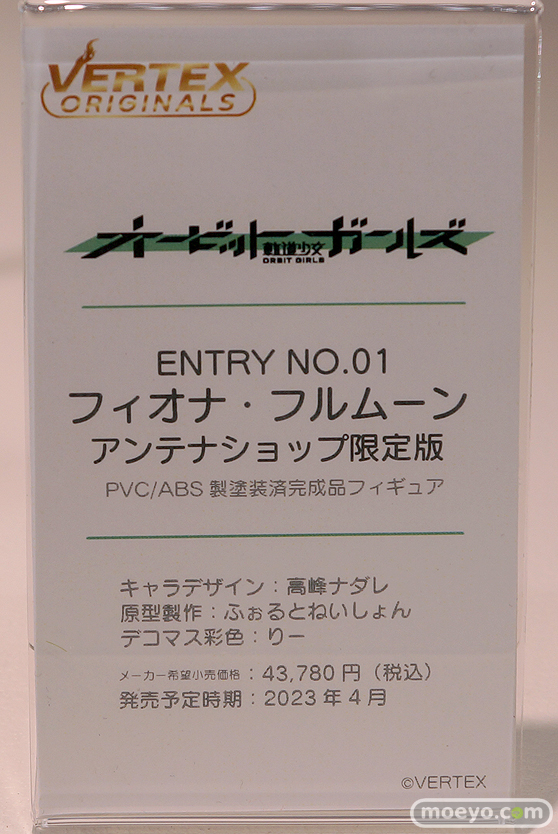 VERTEX
ORIGINALS
オービットガールズ
軌道少女
ORBIT GIRLS
ENTRY NO.01
フィオナ・フルムーン
アンテナショップ限定版
PVC/ABS 製塗装済完成品フィギュア
キャラデザイン：高峰ナダレ
原型製作：ふぉるとねいしょん
デコマス彩色：りー
メーカー希望小売価格：43,780 円（税込）
発売予定時期：2023 年 4 月
©VERTEX
moeyo.com